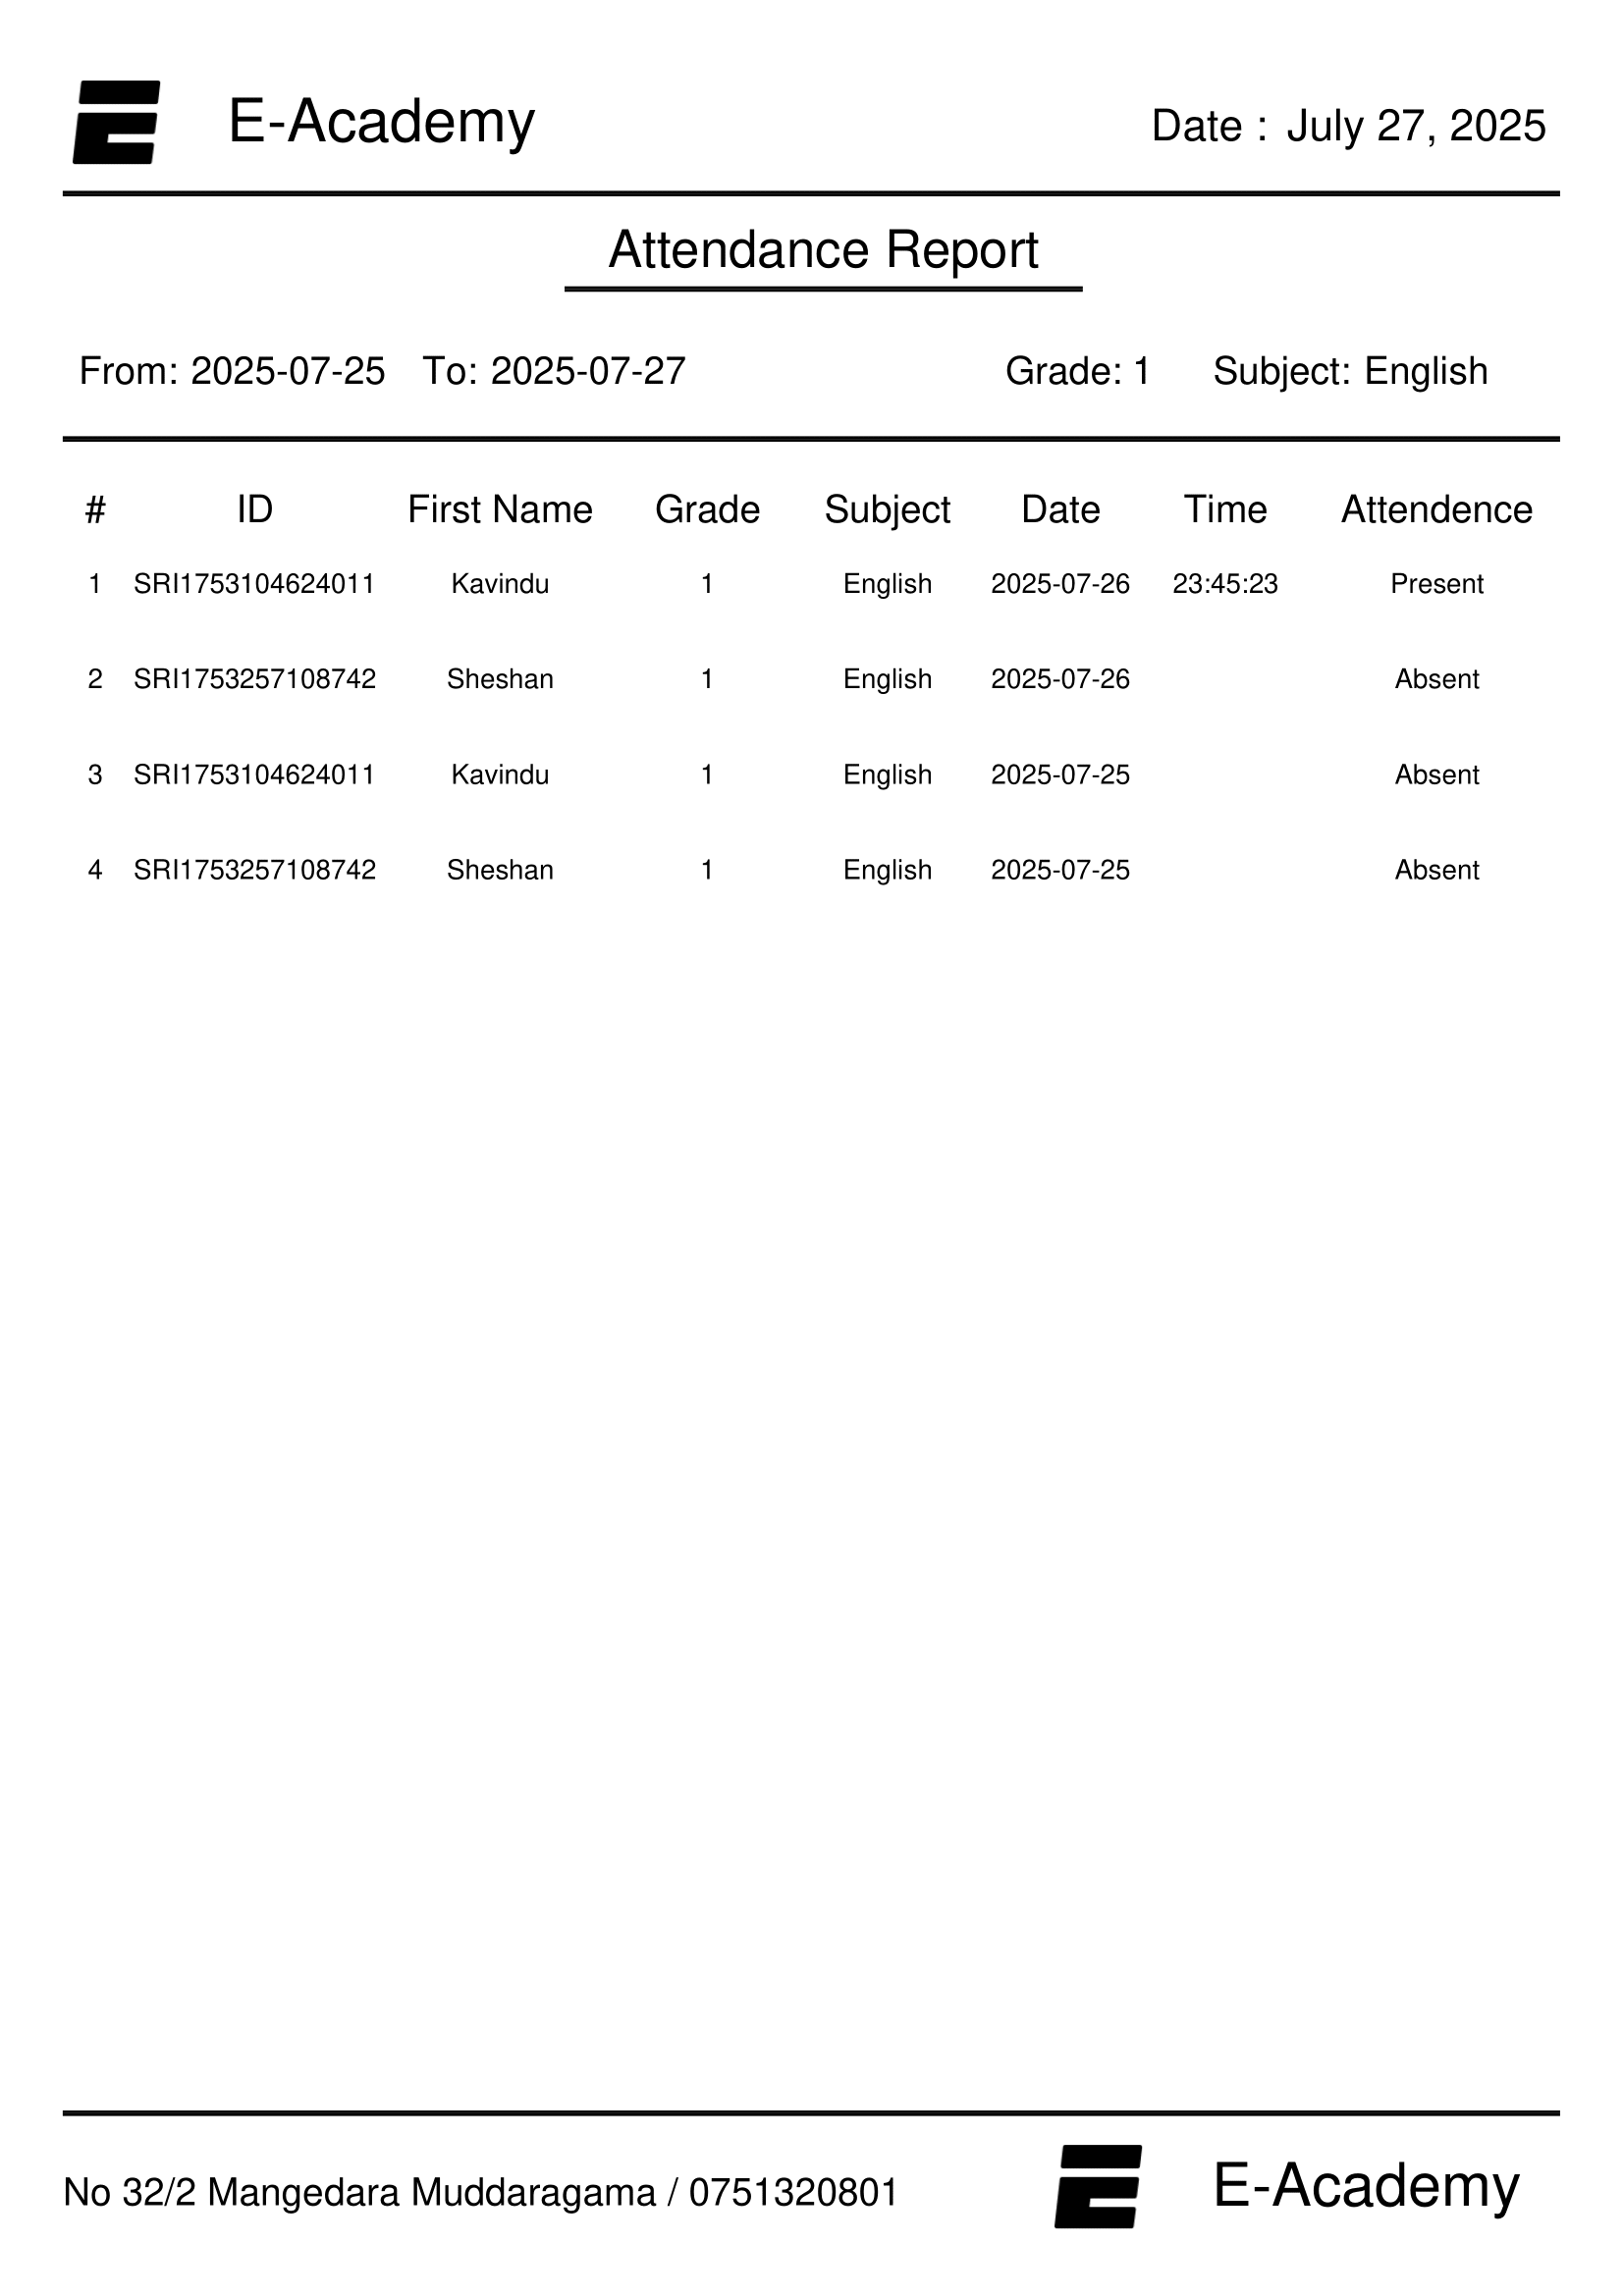 E-Academy Date : July 27, 2025
Attendance Report
From: 2025-07-25 To: 2025-07-27 Grade: 1 Subject: English
# ID First Name Grade Subject Date Time Attendence
1 SRI1753104624011 Kavindu 1 English 2025-07-26 23:45:23 Present
2 SRI1753257108742 Sheshan 1 English 2025-07-26 Absent
3 SRI1753104624011 Kavindu 1 English 2025-07-25 Absent
4 SRI1753257108742 Sheshan 1 English 2025-07-25 Absent
No 32/2 Mangedara Muddaragama / 0751320801 E-Academy